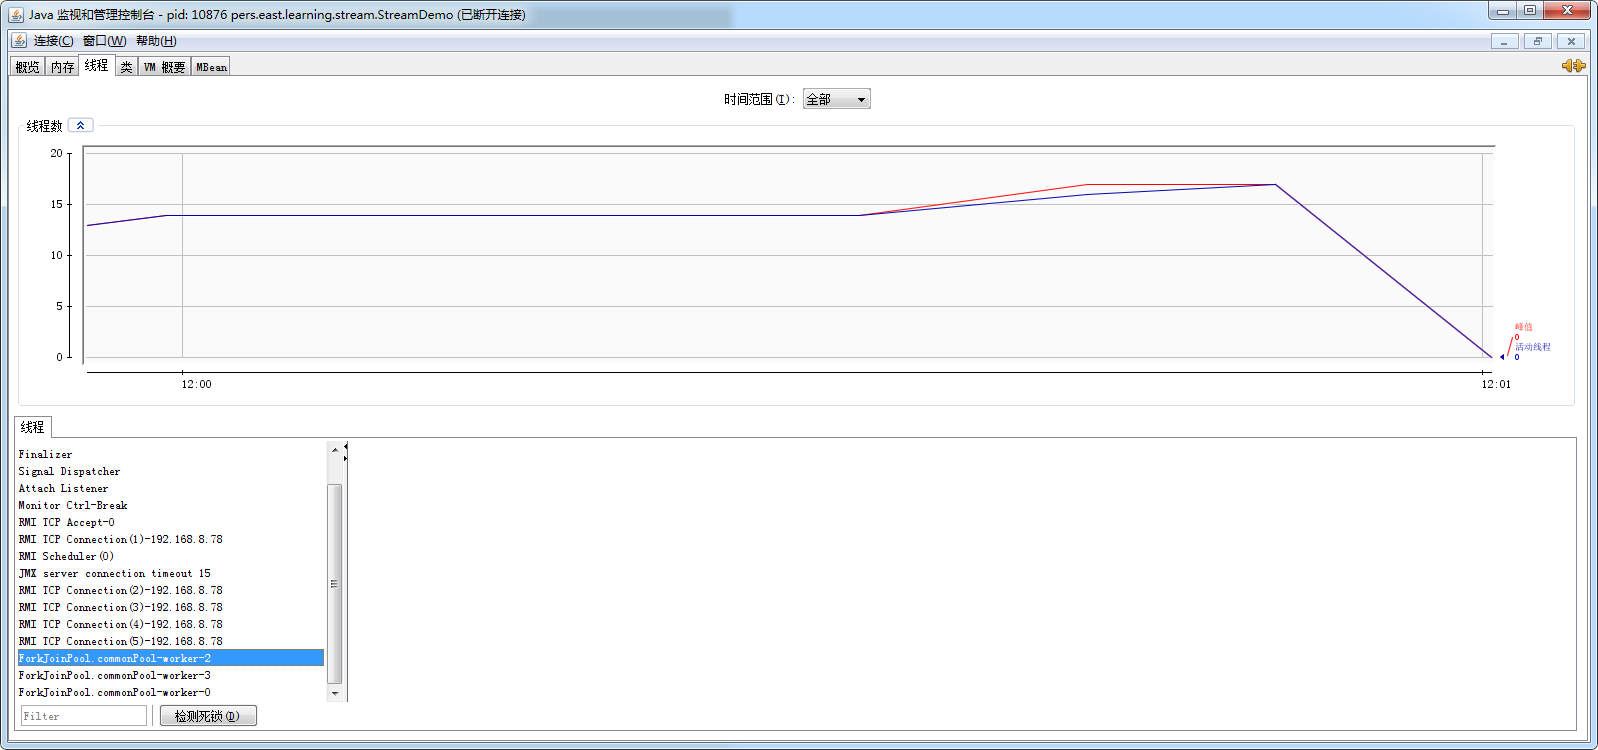 Java 监视和管理控制台 - pid: 10876 pers.east.learning.stream.StreamDemo (已断开连接)
连接(C) 窗口(W) 帮助(H)
概览 内存 线程 类 VM 概要 MBean
时间范围(I): 全部
线程数
20
15
10
5
0
峰值
0
活动线程
0
12:00 12:01
线程
Finalizer
Signal Dispatcher
Attach Listener
Monitor Ctrl-Break
RMI TCP Accept-0
RMI TCP Connection(1)-192.168.8.78
RMI Scheduler(0)
JMX server connection timeout 15
RMI TCP Connection(2)-192.168.8.78
RMI TCP Connection(3)-192.168.8.78
RMI TCP Connection(4)-192.168.8.78
RMI TCP Connection(5)-192.168.8.78
ForkJoinPool.commonPool-worker-2
ForkJoinPool.commonPool-worker-3
ForkJoinPool.commonPool-worker-0
Filter 检测死锁(D)